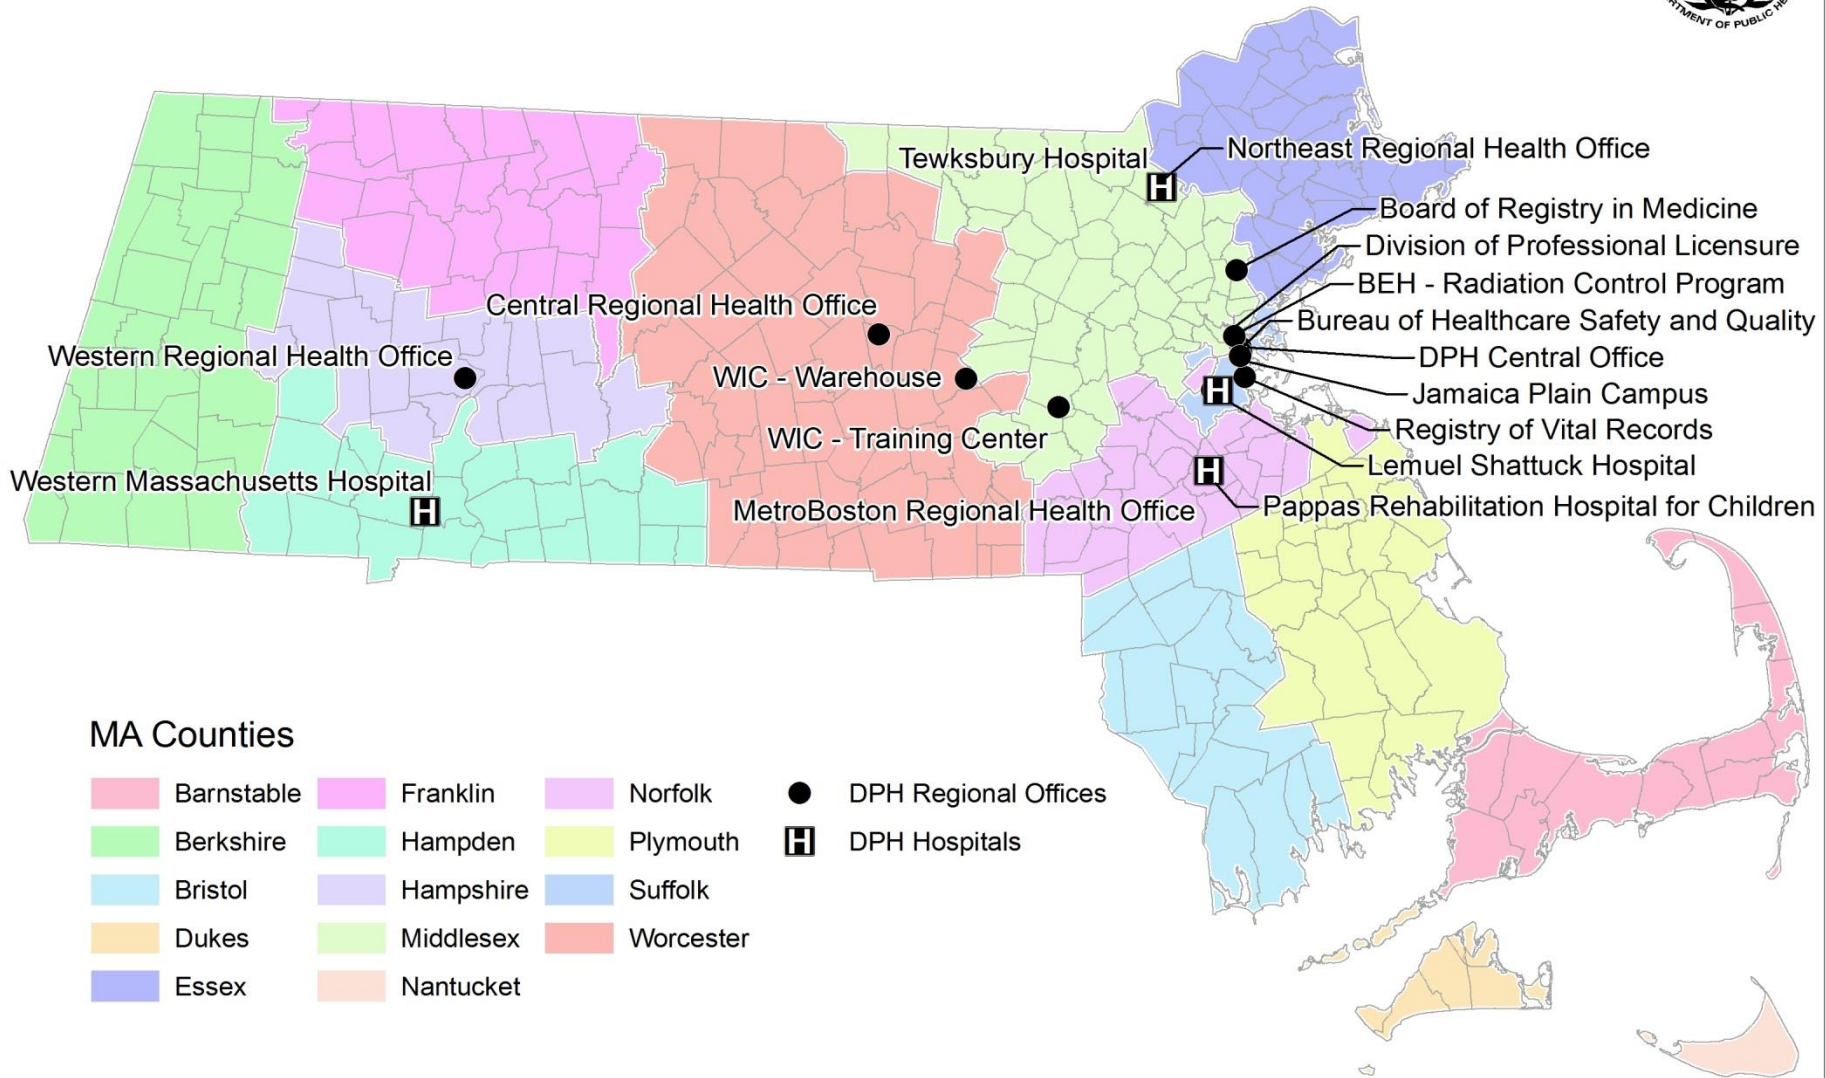 RTMENT OF PUBLIC HE
Tewksbury Hospital
H
Northeast Regional Health Office
Board of Registry in Medicine
Division of Professional Licensure
BEH - Radiation Control Program
Central Regional Health Office
Bureau of Healthcare Safety and Quality
Western Regional Health Office
DPH Central Office
WIC - Warehouse
H
Jamaica Plain Campus
WIC - Training Center
Registry of Vital Records
Lemuel Shattuck Hospital
H
Western Massachusetts Hospital
H
MetroBoston Regional Health Office
Pappas Rehabilitation Hospital for Children
MA Counties
Barnstable
Berkshire
Bristol
Dukes
Essex
Franklin
Hampden
Hampshire
Middlesex
Nantucket
Norfolk
Plymouth
Suffolk
Worcester
DPH Regional Offices
H DPH Hospitals